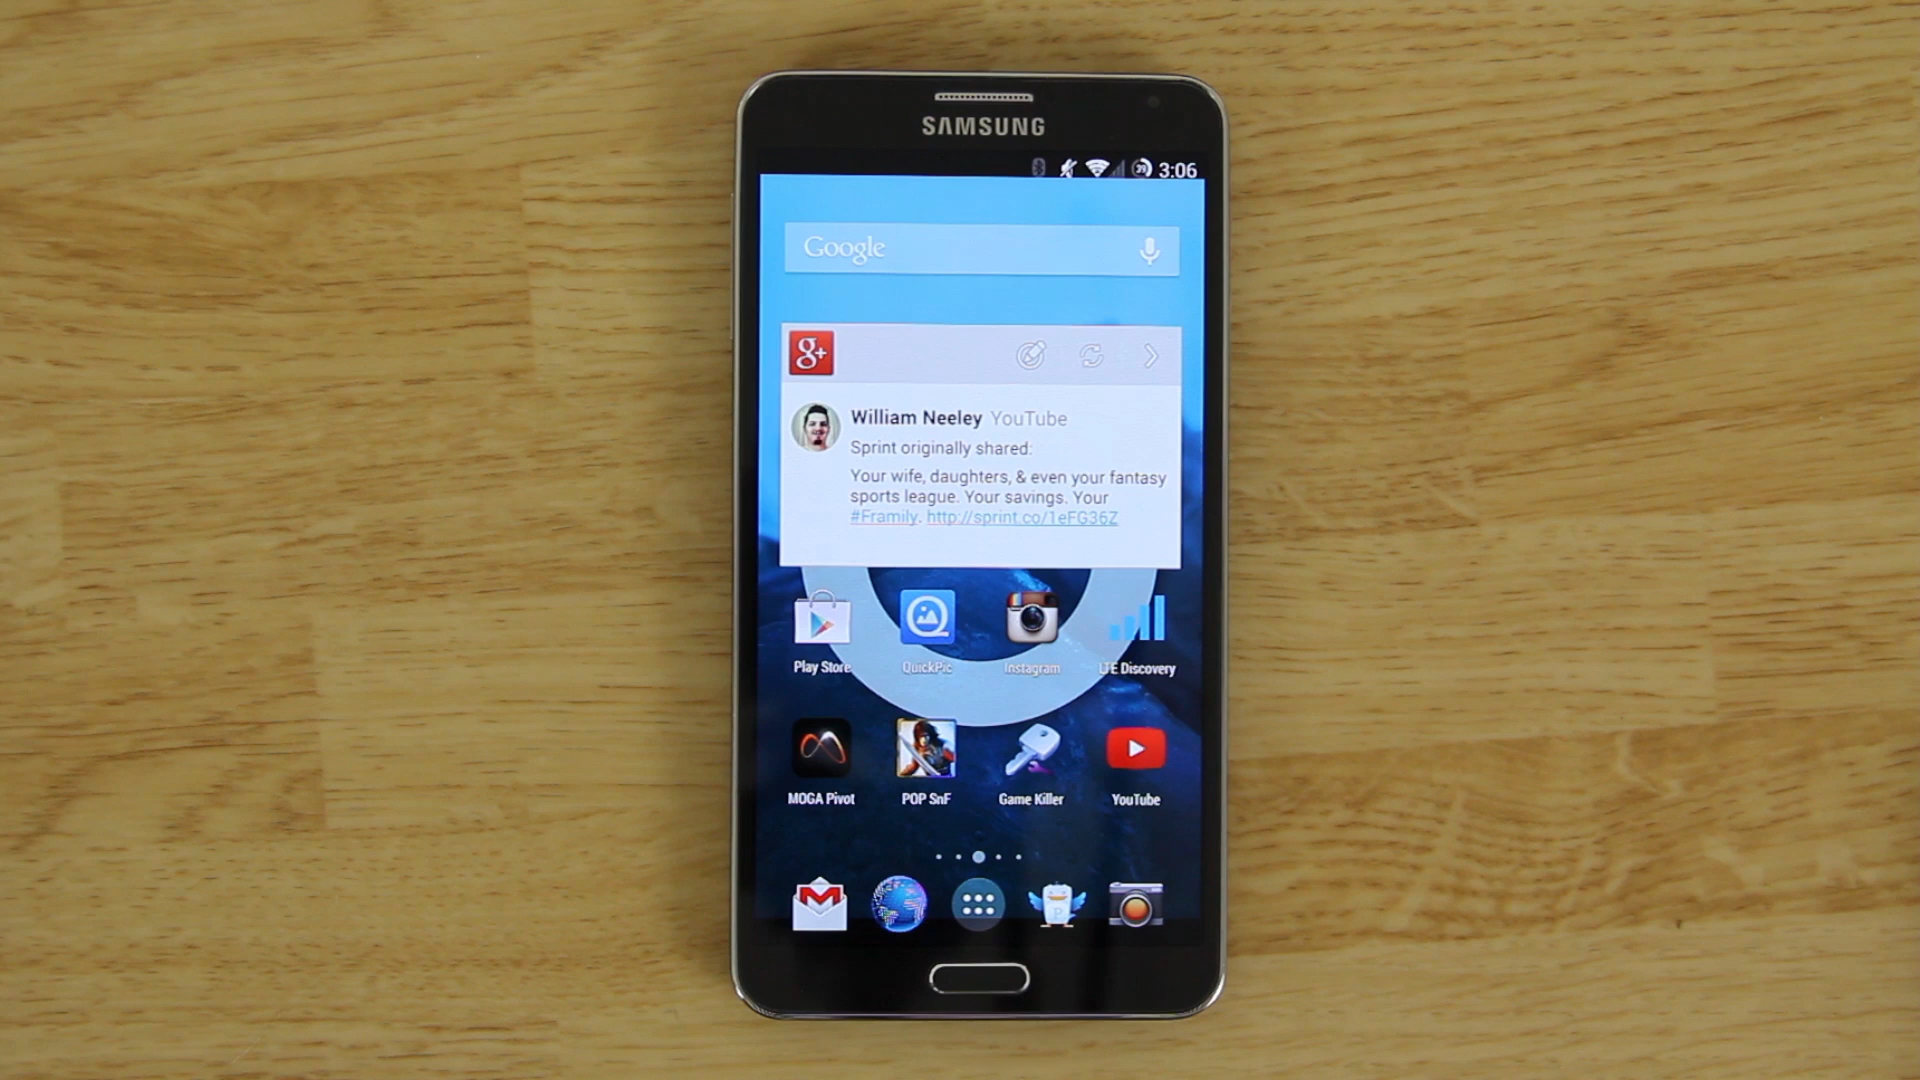 SAMSUNG
39 3:06
Google
g+
William Neeley YouTube
Sprint originally shared:
Your wife, daughters, & even your fantasy
sports league. Your savings. Your
#Framily. http://sprint.co/1eFG36Z
Play Store QuickPic Instagram LTE Discovery
MOGA Pivot POP SnF Game Killer YouTube
P